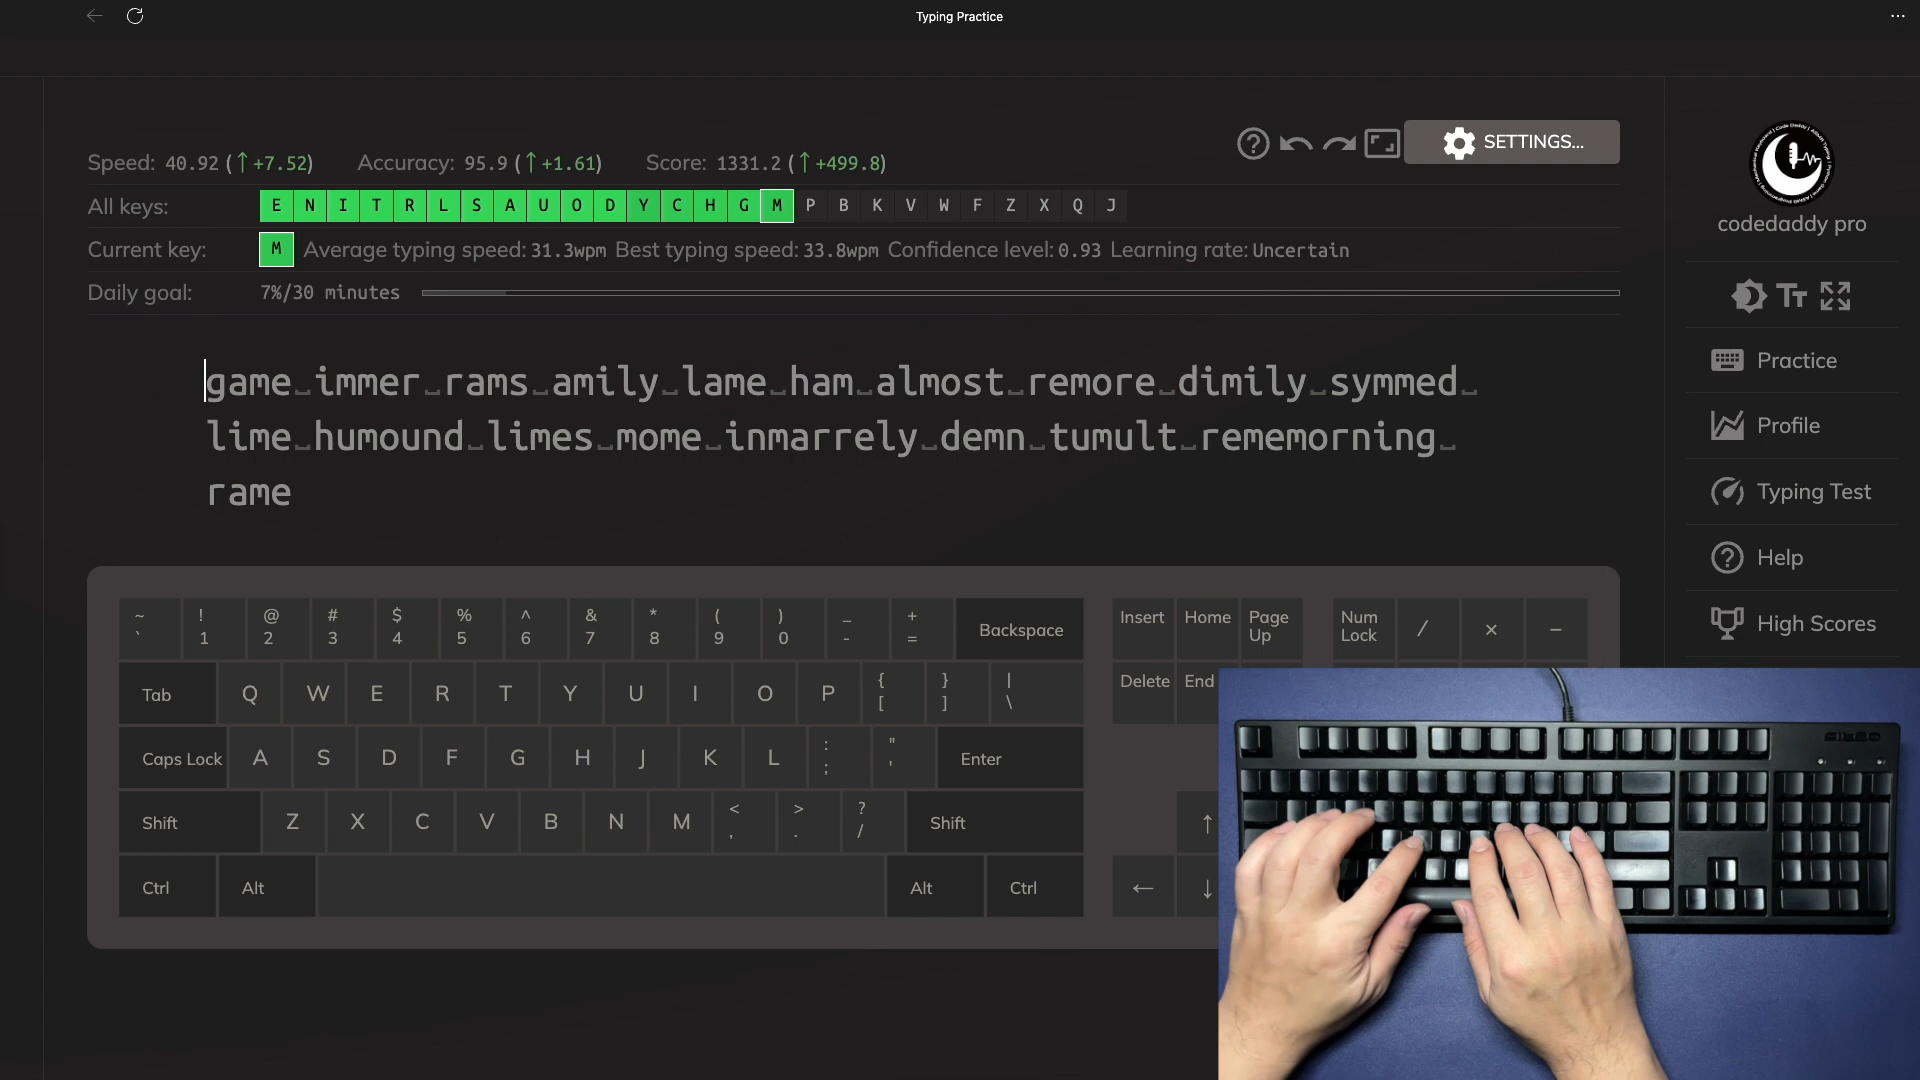 Typing Practice
Speed: 40.92 (↑+7.52) Accuracy: 95.9 (↑+1.61) Score: 1331.2 (↑+499.8)
SETTINGS...
All keys: E N I T R L S A U O D Y C H G M P B K V W F Z X Q J
Current key: M Average typing speed: 31.3wpm Best typing speed: 33.8wpm Confidence level: 0.93 Learning rate: Uncertain
Daily goal: 7%/30 minutes
game immer rams amily lame ham almost remore dimily symmed
lime humound limes mome inmarrely demn tumult rememorning
rame
~ ! @ # $ % ^ & * ( ) _ +
` 1 2 3 4 5 6 7 8 9 0 - = Backspace
Tab Q W E R T Y U I O P { [ } ] | \
Caps Lock A S D F G H J K L : ; " ' Enter
Shift Z X C V B N M < , > . ? / Shift
Ctrl Alt Alt Ctrl
Insert Home Page Up
Delete End
↑
← ↓
Num Lock / × −
codedaddy pro
Practice
Profile
Typing Test
Help
High Scores